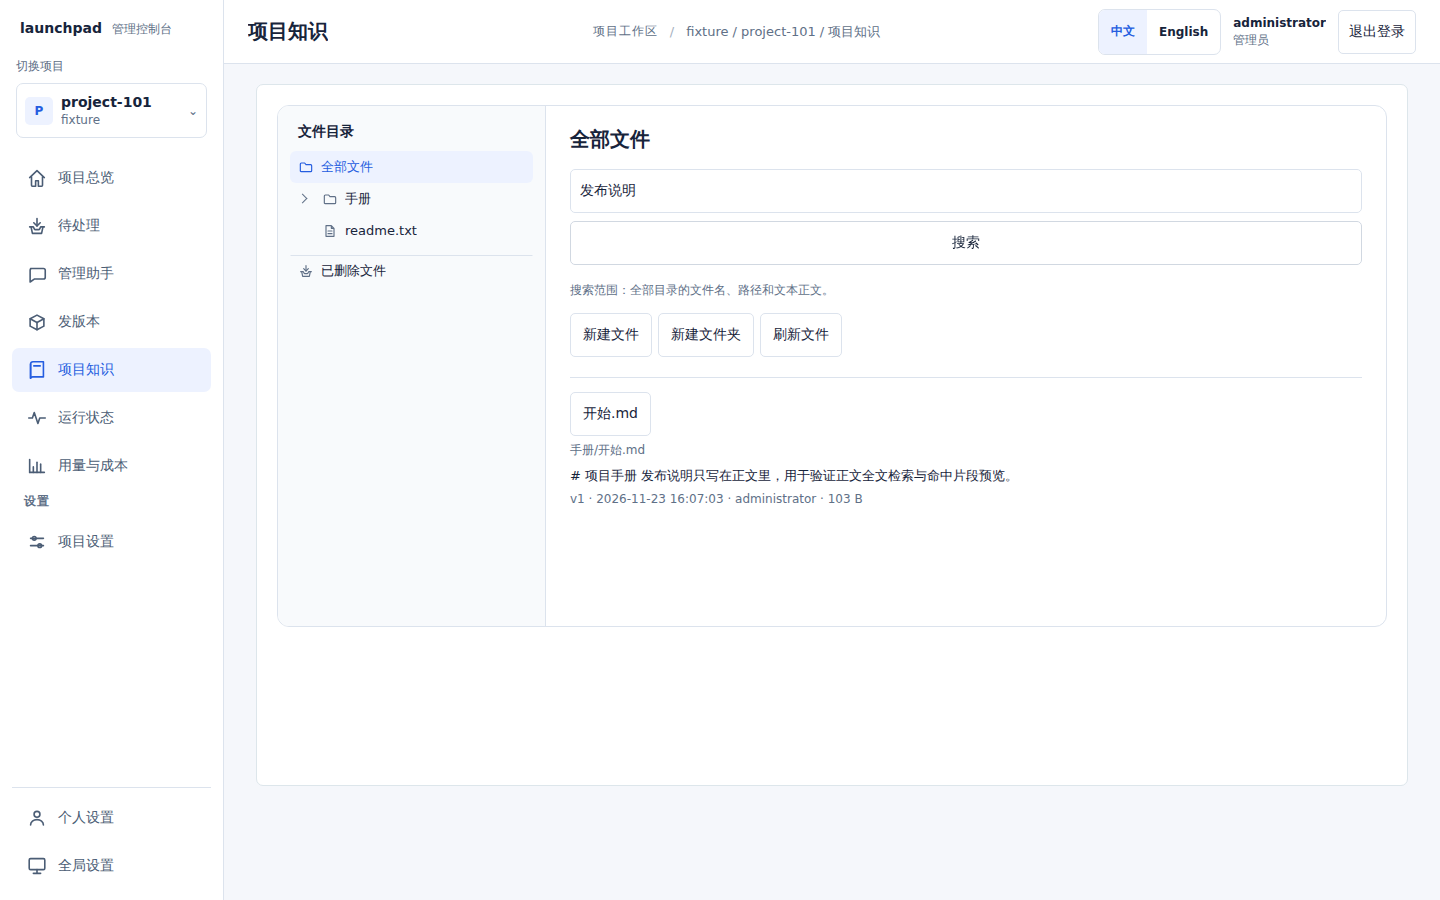 launchpad 管理控制台
切换项目
P project-101
fixture
项目总览
待处理
管理助手
发版本
项目知识
运行状态
用量与成本
设置
项目设置
个人设置
全局设置
项目知识
项目工作区 / fixture / project-101 / 项目知识
中文 English
administrator
管理员
退出登录
文件目录
全部文件
手册
readme.txt
已删除文件
全部文件
发布说明
搜索
搜索范围：全部目录的文件名、路径和文本正文。
新建文件 新建文件夹 刷新文件
开始.md
手册/开始.md
# 项目手册 发布说明只写在正文里，用于验证正文全文检索与命中片段预览。
v1 · 2026-11-23 16:07:03 · administrator · 103 B